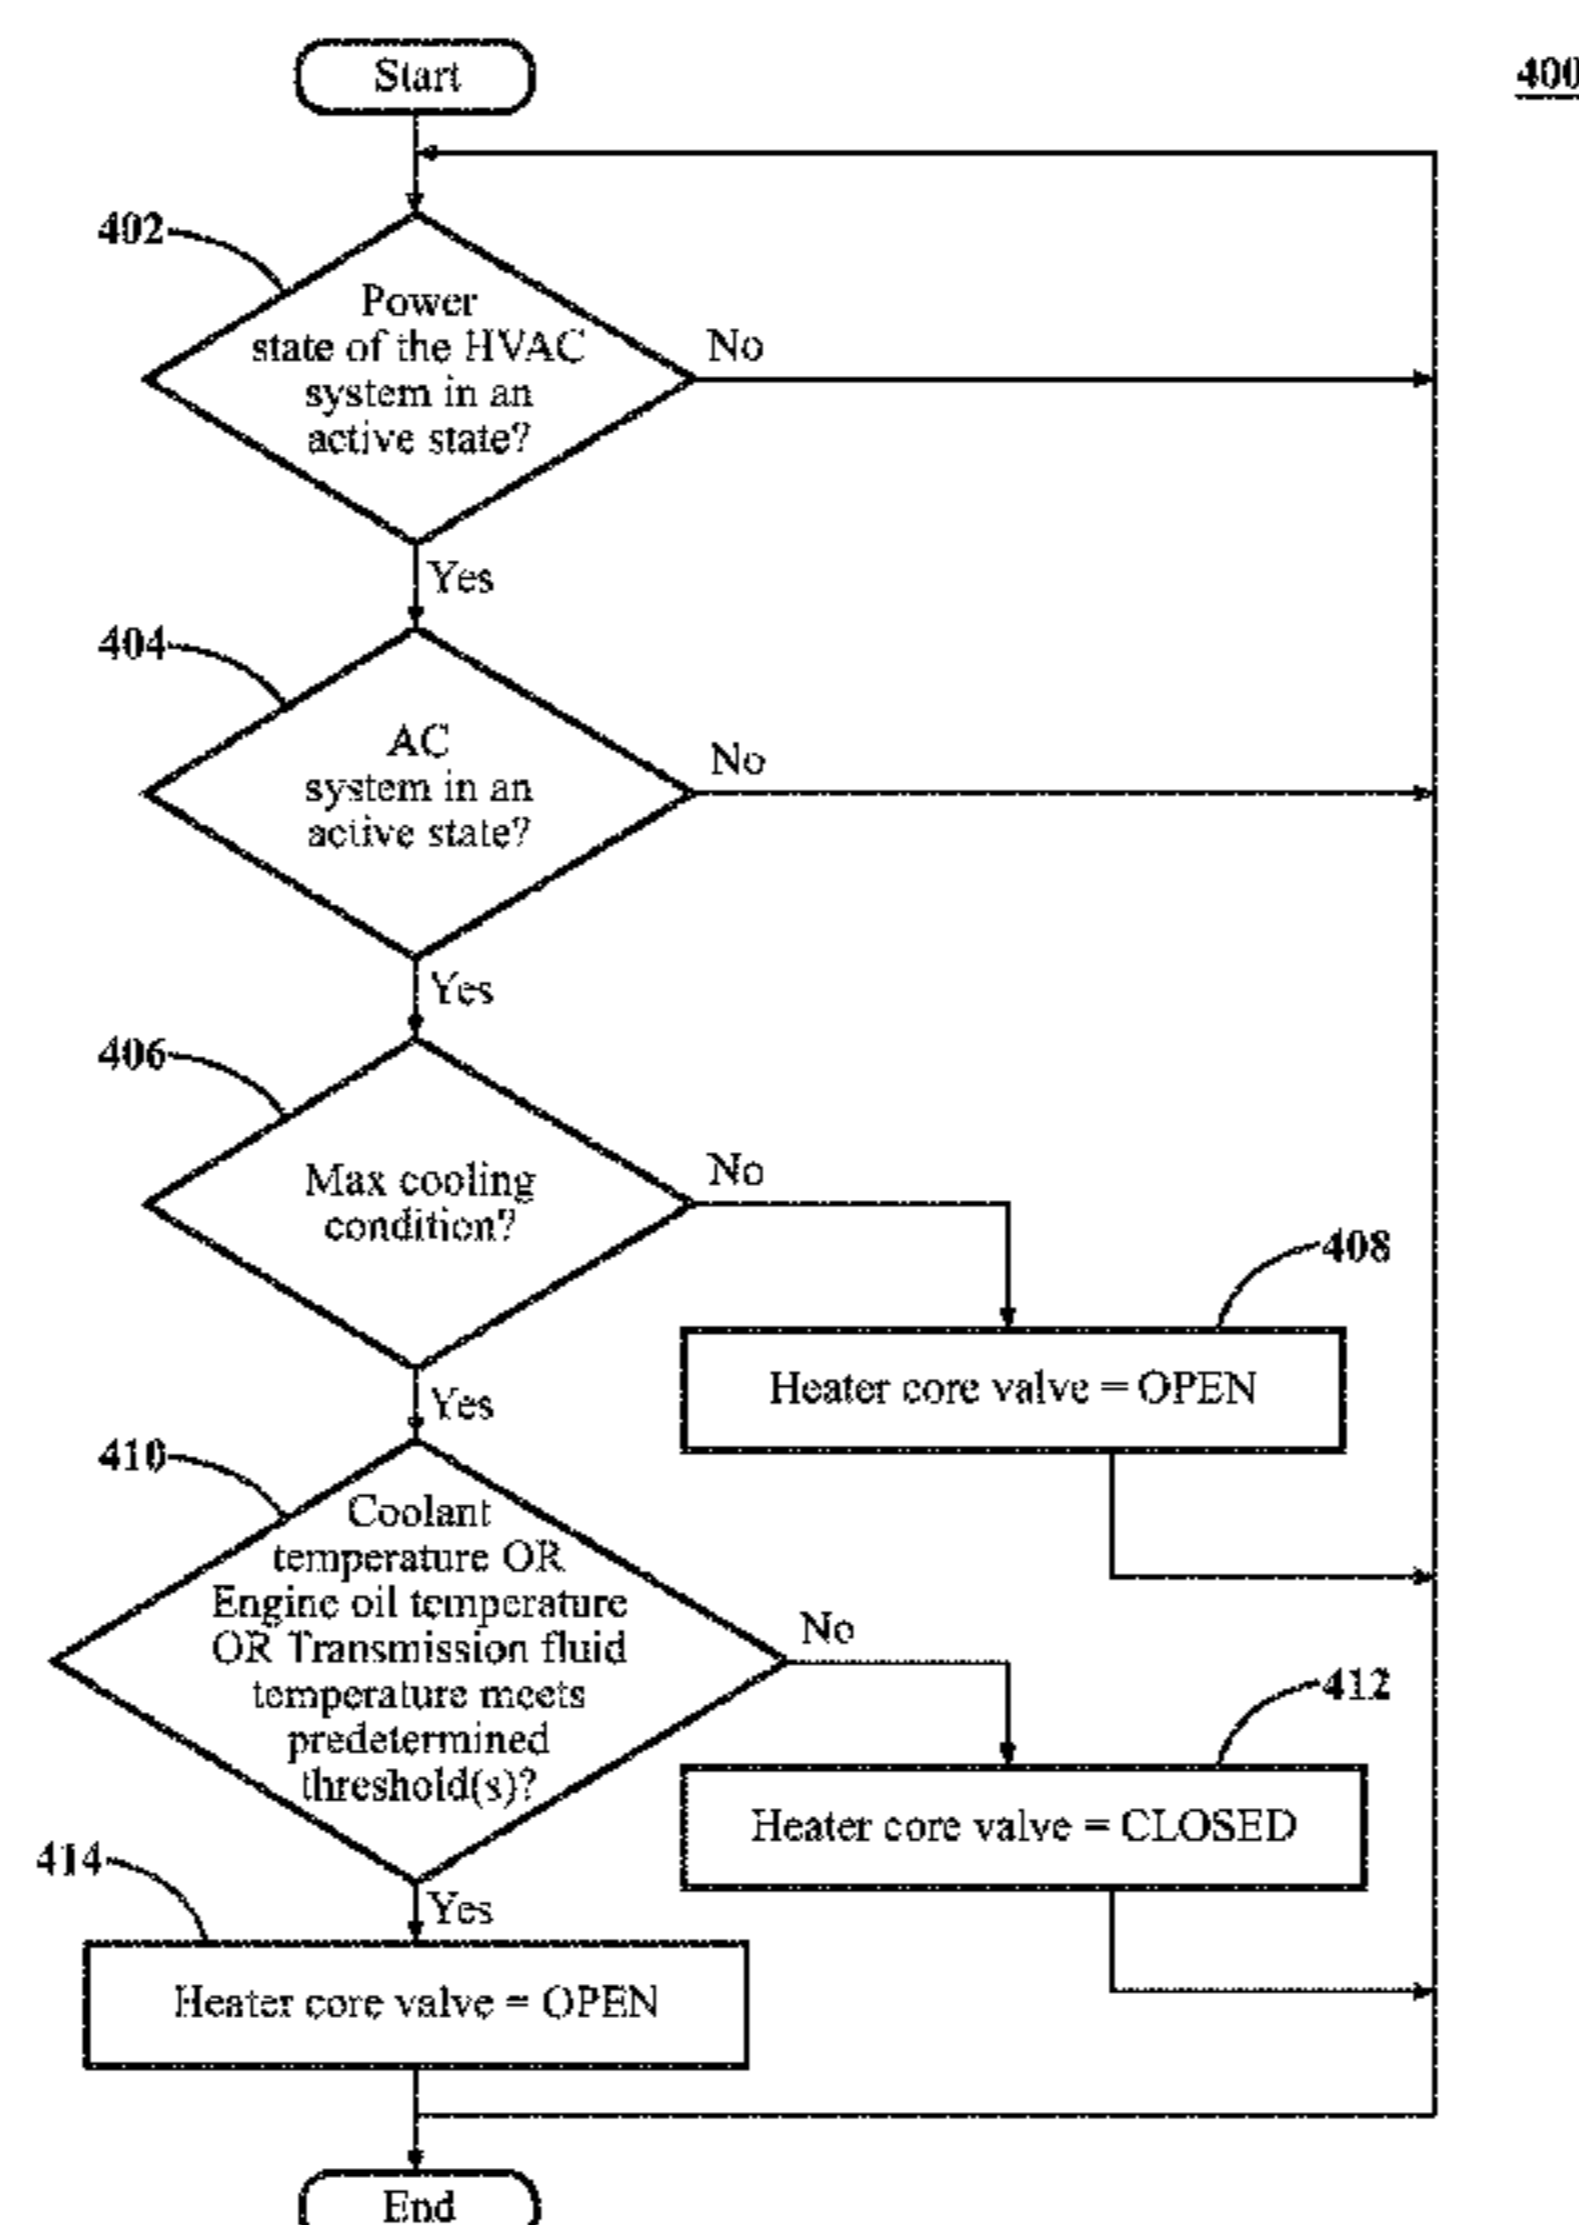 Start
400
402
Power
state of the HVAC
system in an
active state?
No
Yes
404
AC
system in an
active state?
No
Yes
406
Max cooling
condition?
No
408
Heater core valve = OPEN
Yes
410
Coolant
temperature OR
Engine oil temperature
OR Transmission fluid
temperature meets
predetermined
threshold(s)?
No
412
Heater core valve = CLOSED
414
Yes
Heater core valve = OPEN
End